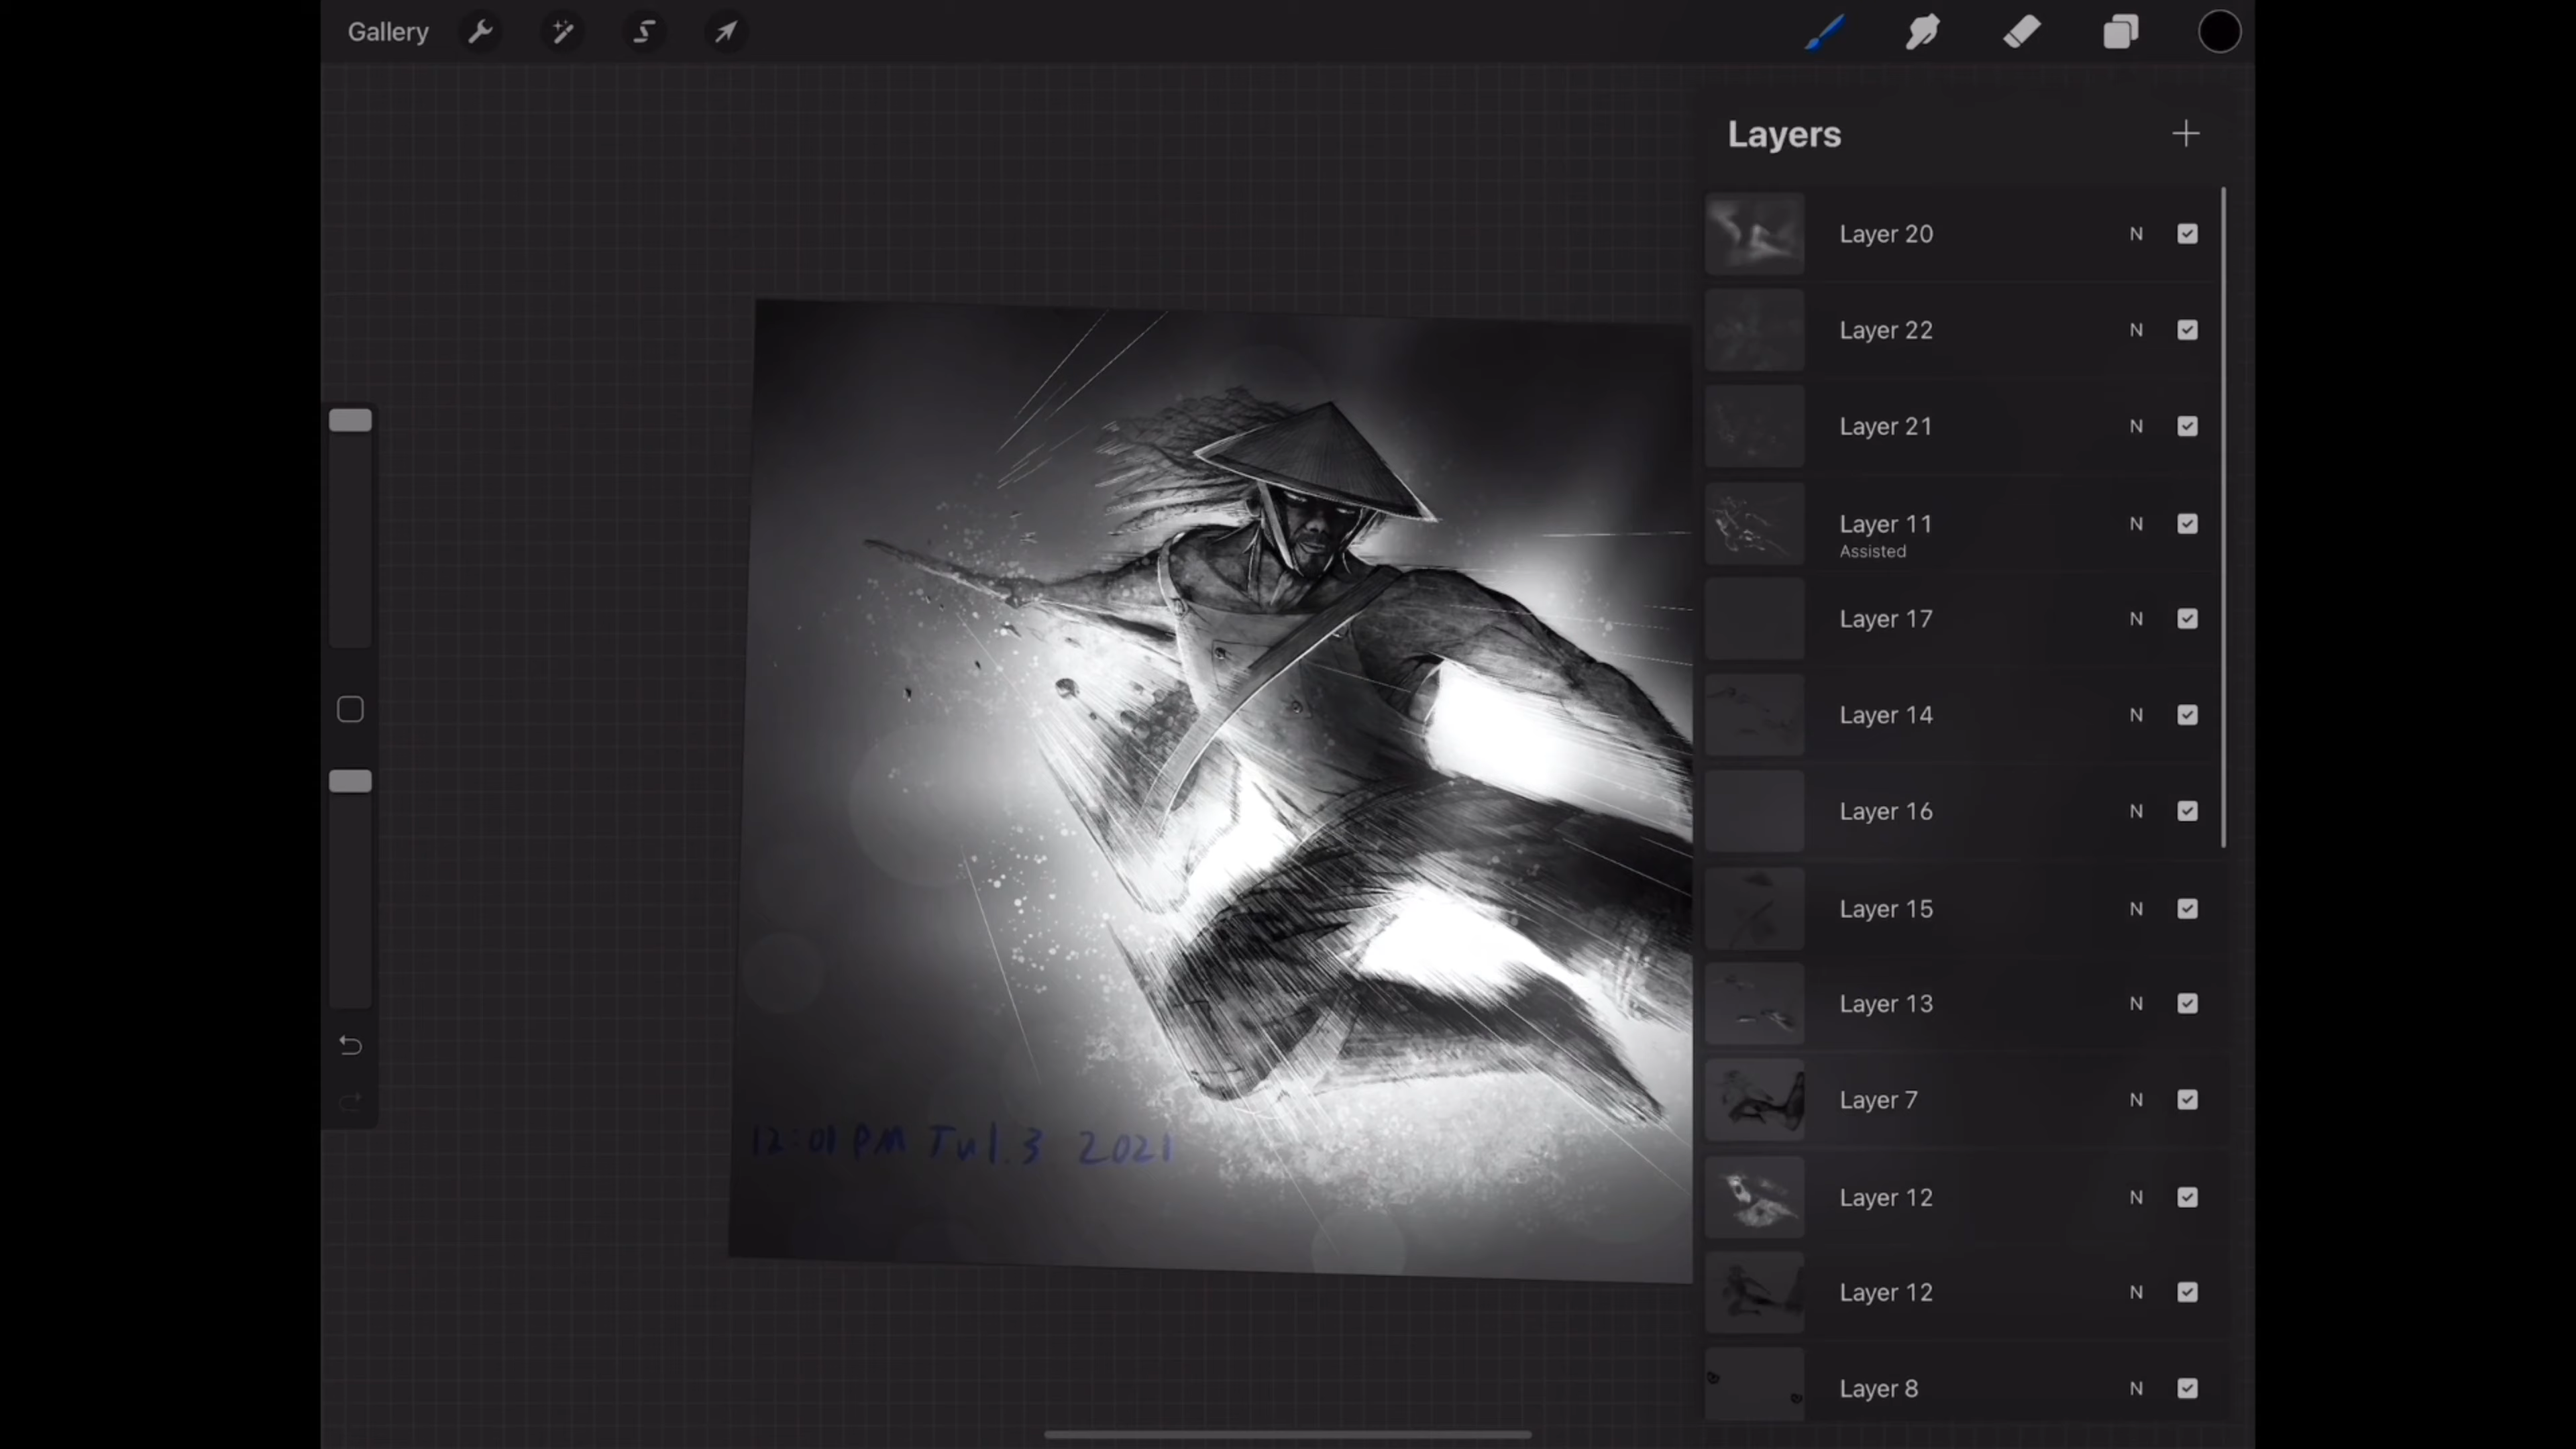 Gallery
Layers
Layer 20 N
Layer 22 N
Layer 21 N
Layer 11 N
Assisted
Layer 17 N
Layer 14 N
Layer 16 N
Layer 15 N
Layer 13 N
Layer 7 N
Layer 12 N
Layer 12 N
Layer 8 N
12:01 PM Jul. 3 2021